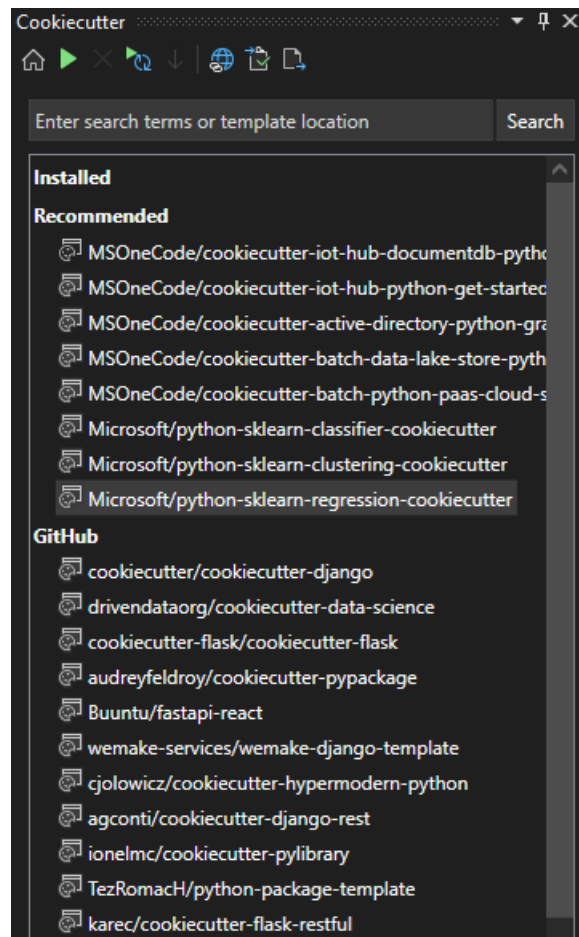 Cookiecutter
Enter search terms or template location Search
Installed
Recommended
MSOneCode/cookiecutter-iot-hub-documentdb-pytho
MSOneCode/cookiecutter-iot-hub-python-get-started
MSOneCode/cookiecutter-active-directory-python-gra
MSOneCode/cookiecutter-batch-data-lake-store-pyth
MSOneCode/cookiecutter-batch-python-paas-cloud-s
Microsoft/python-sklearn-classifier-cookiecutter
Microsoft/python-sklearn-clustering-cookiecutter
Microsoft/python-sklearn-regression-cookiecutter
GitHub
cookiecutter/cookiecutter-django
drivendataorg/cookiecutter-data-science
cookiecutter-flask/cookiecutter-flask
audreyfeldroy/cookiecutter-pypackage
Buuntu/fastapi-react
wemake-services/wemake-django-template
cjolowicz/cookiecutter-hypermodern-python
agconti/cookiecutter-django-rest
ionelmc/cookiecutter-pylibrary
TezRomacH/python-package-template
karec/cookiecutter-flask-restful